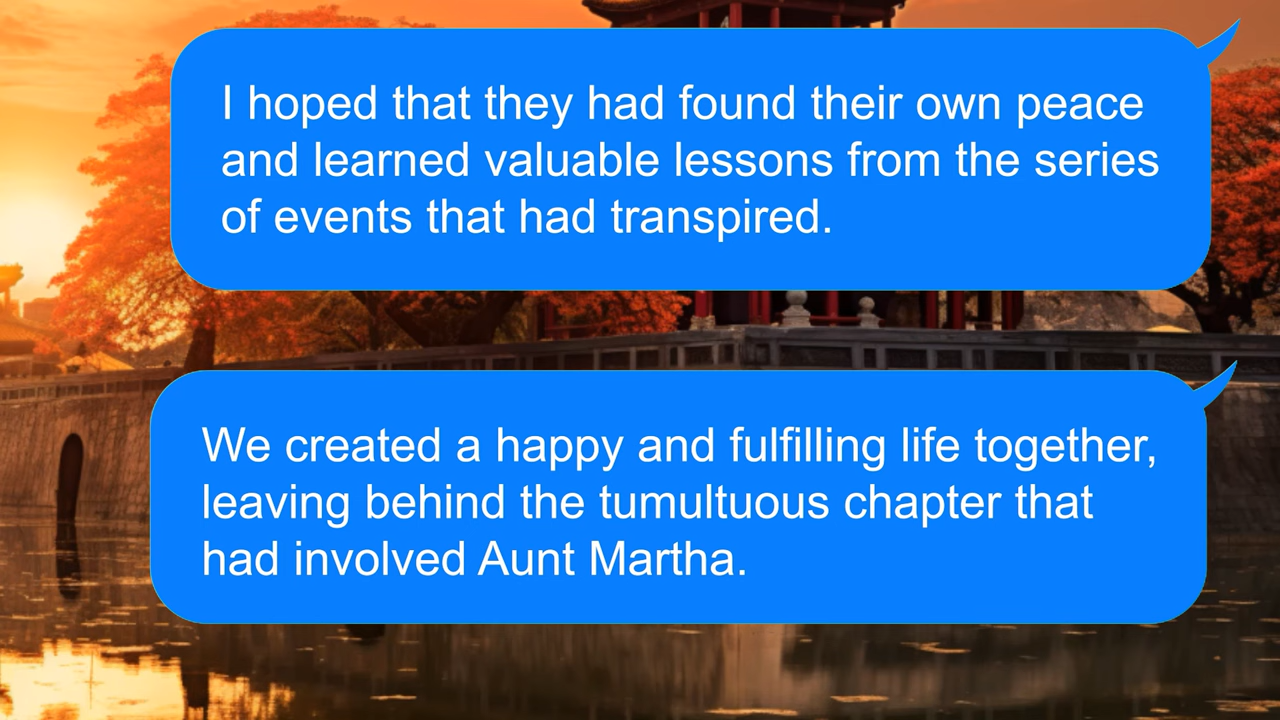 I hoped that they had found their own peace
and learned valuable lessons from the series
of events that had transpired.
We created a happy and fulfilling life together,
leaving behind the tumultuous chapter that
had involved Aunt Martha.